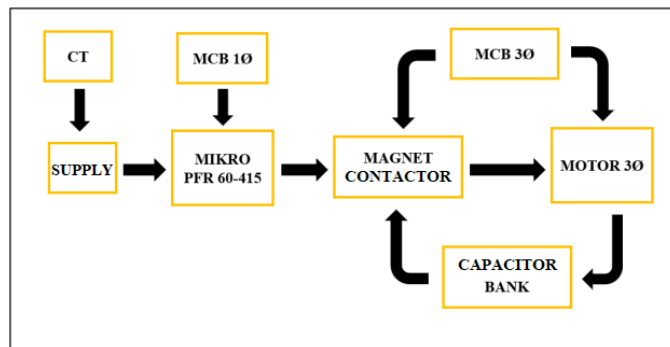 CT
MCB 1Ø
MCB 3Ø
SUPPLY
MIKRO
PFR 60-415
MAGNET
CONTACTOR
MOTOR 3Ø
CAPACITOR
BANK